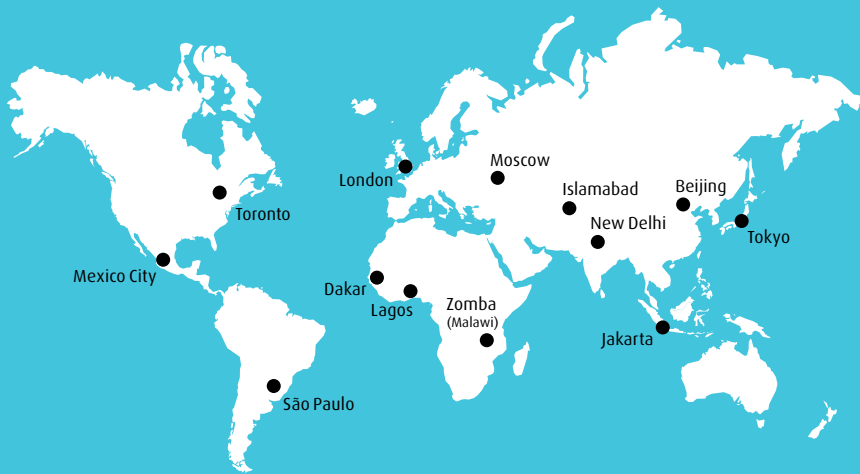 Moscow
London
Islamabad
Beijing
Toronto
New Delhi
Tokyo
Mexico City
Dakar
Lagos
Zomba
(Malawi)
Jakarta
São Paulo